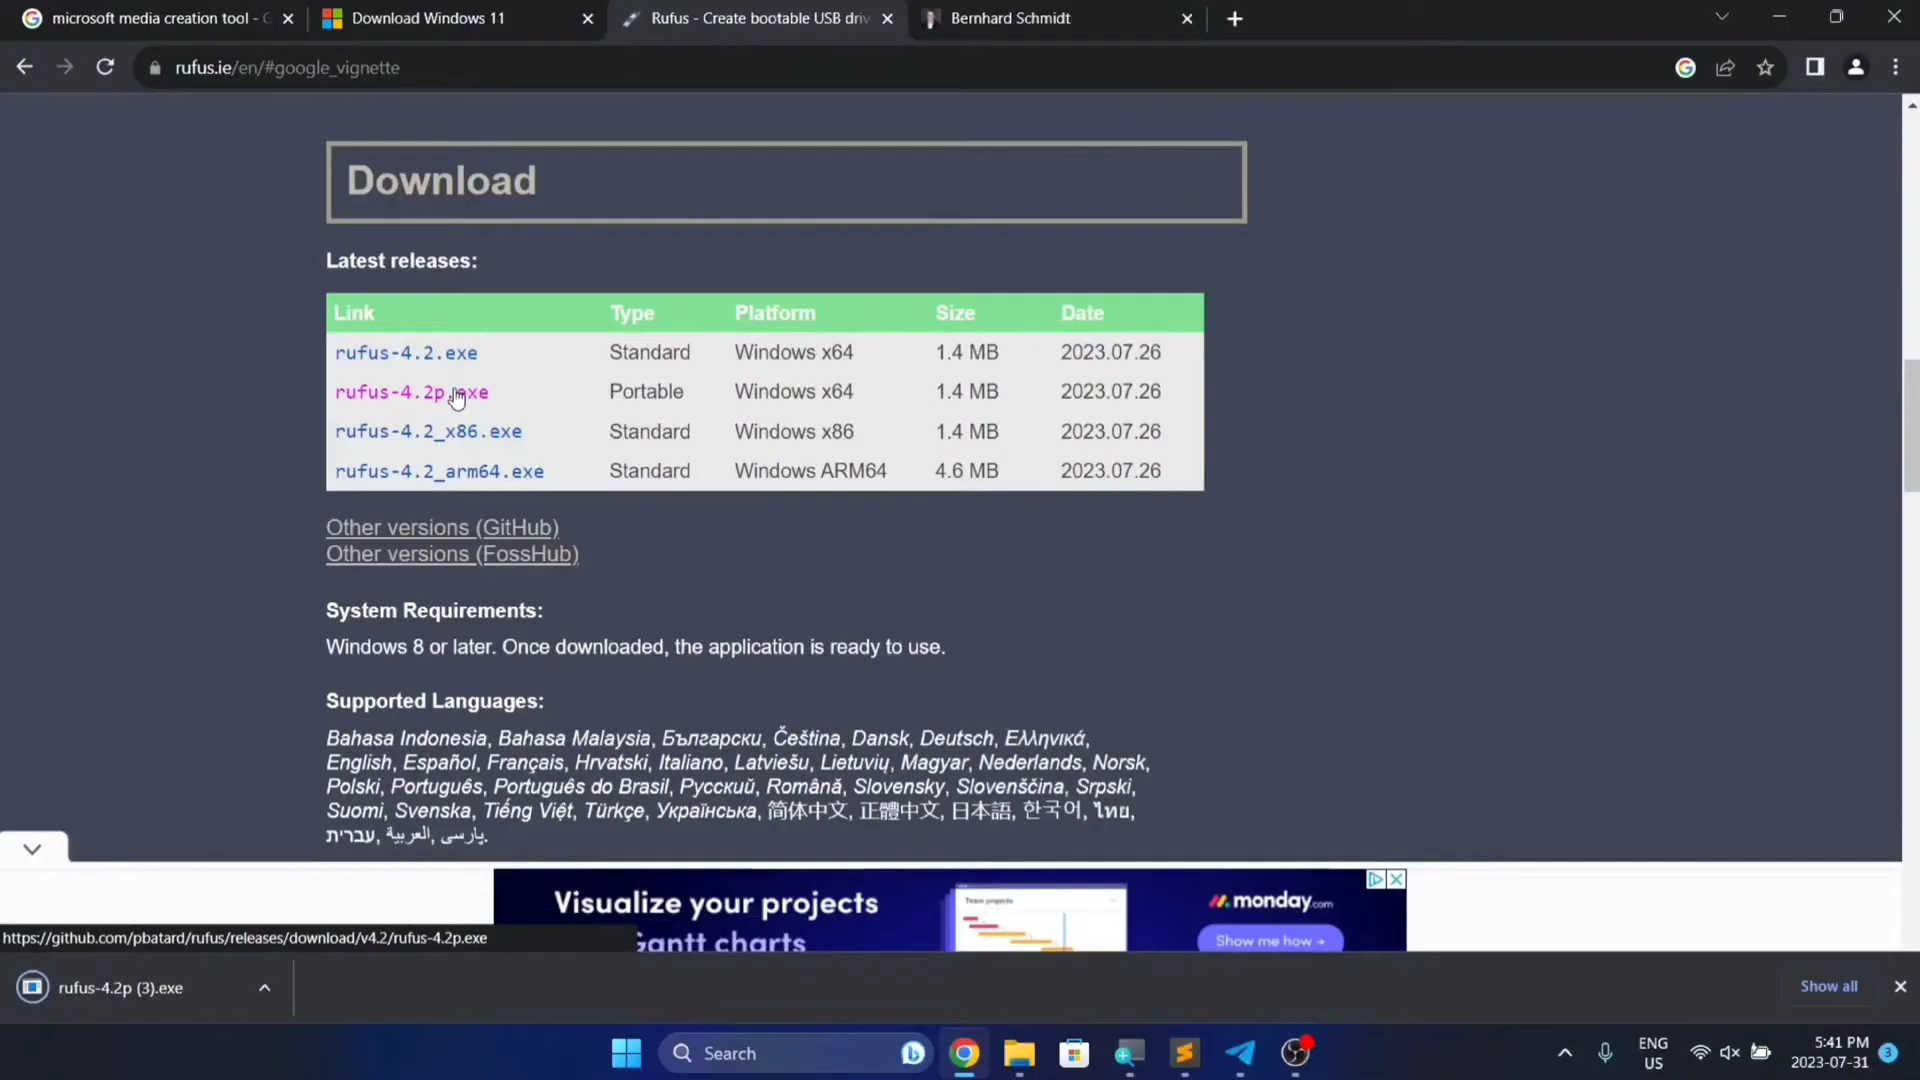 microsoft media creation tool - G
Download Windows 11
Rufus - Create bootable USB driv
Bernhard Schmidt
rufus.ie/en/#google_vignette
Download
Latest releases:
Link Type Platform Size Date
rufus-4.2.exe Standard Windows x64 1.4 MB 2023.07.26
rufus-4.2p.exe Portable Windows x64 1.4 MB 2023.07.26
rufus-4.2_x86.exe Standard Windows x86 1.4 MB 2023.07.26
rufus-4.2_arm64.exe Standard Windows ARM64 4.6 MB 2023.07.26
Other versions (GitHub)
Other versions (FossHub)
System Requirements:
Windows 8 or later. Once downloaded, the application is ready to use.
Supported Languages:
Bahasa Indonesia, Bahasa Malaysia, Български, Čeština, Dansk, Deutsch, Ελληνικά,
English, Español, Français, Hrvatski, Italiano, Latviešu, Lietuvių, Magyar, Nederlands, Norsk,
Polski, Português, Português do Brasil, Русский, Română, Slovensky, Slovenščina, Srpski,
Suomi, Svenska, Tiếng Việt, Türkçe, Українська, 简体中文, 正體中文, 日本語, 한국어, ไทย,
עברית, العربية, پارسی.
Visualize your projects
Gantt charts
Team projects
monday.com
Show me how →
https://github.com/pbatard/rufus/releases/download/v4.2/rufus-4.2p.exe
rufus-4.2p (3).exe
Show all
Search
ENG
US
5:41 PM
2023-07-31
3